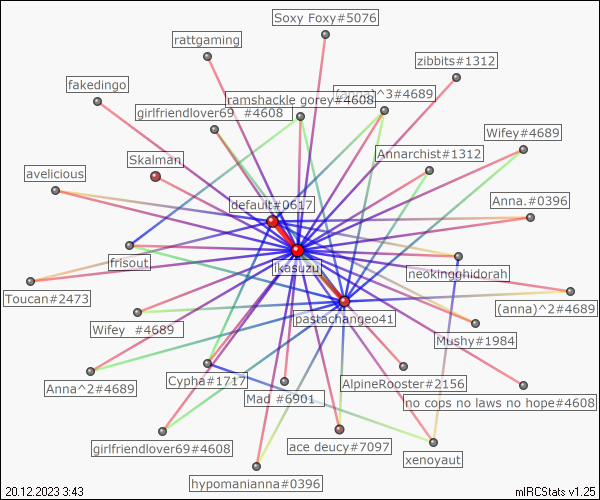 Soxy Foxy#5076
rattgaming
zibbits#1312
fakedingo
ramshackle gorey#4608
(anna)^3#4689
girlfriendlover69 #4608
Wifey#4689
Annarchist#1312
Skalman
avelicious
default#0617
Anna.#0396
frisout
ikasuzu
neokingghidorah
Toucan#2473
(anna)^2#4689
pastachangeo41
Wifey #4689
Mushy#1984
Anna^2#4689
Cypha#1717
AlpineRooster#2156
Mad #6901
no cops no laws no hope#4608
girlfriendlover69#4608
ace deucy#7097
xenoyaut
hypomanianna#0396
20.12.2023 3:43
mIRCStats v1.25